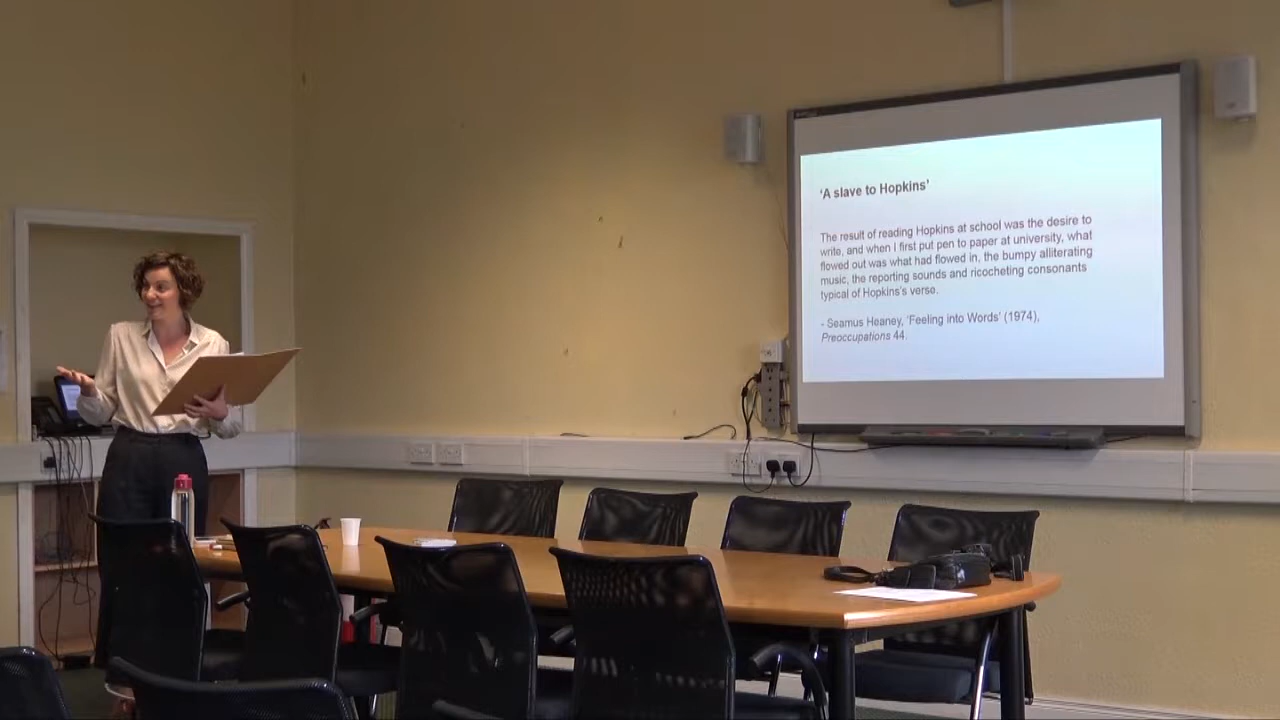 ‘A slave to Hopkins’
The result of reading Hopkins at school was the desire to
write, and when I first put pen to paper at university, what
flowed out was what had flowed in, the bumpy alliterating
music, the reporting sounds and ricocheting consonants
typical of Hopkins's verse.
- Seamus Heaney, ‘Feeling into Words’ (1974),
Preoccupations 44.